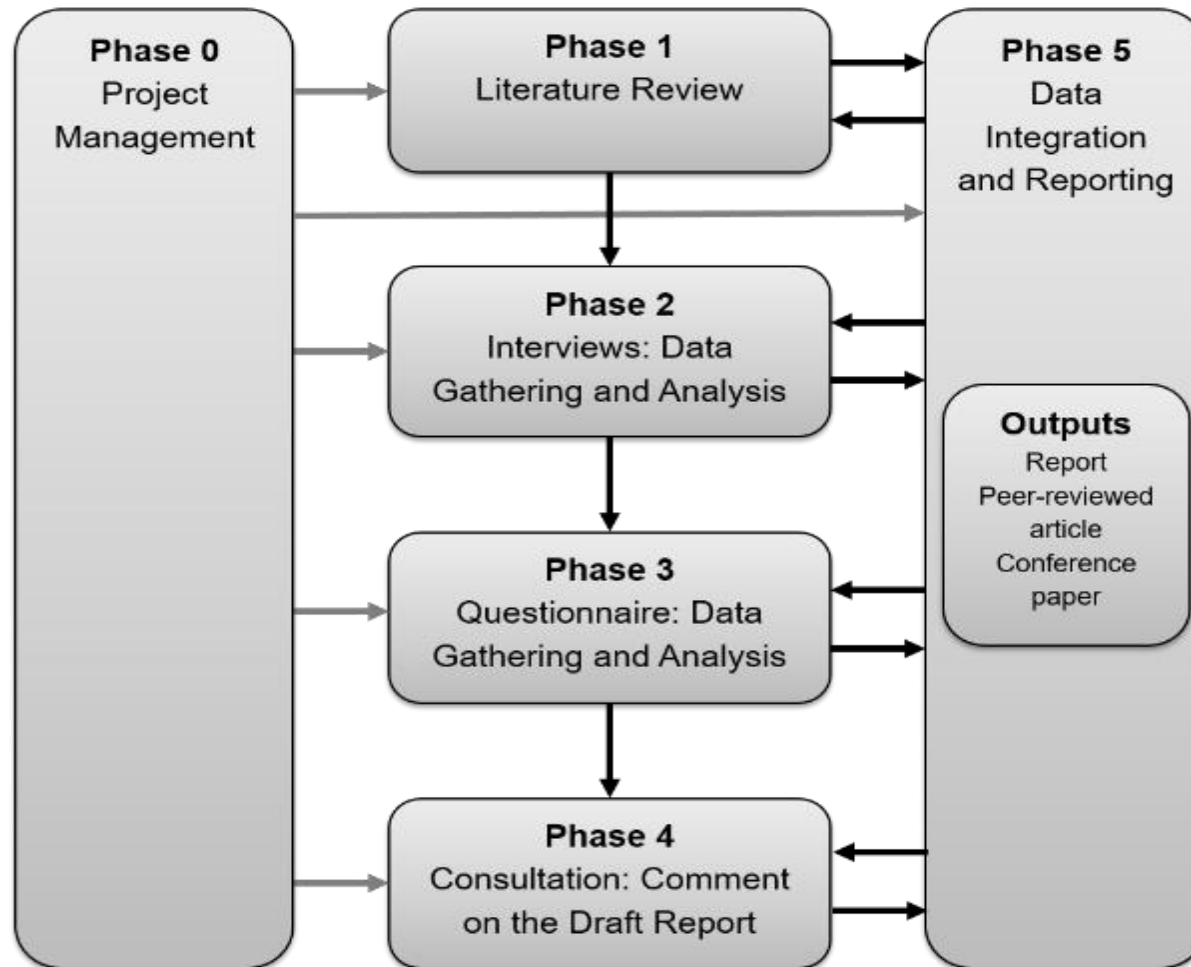 Phase 0
Project
Management
Phase 1
Literature Review
Phase 2
Interviews: Data
Gathering and Analysis
Phase 3
Questionnaire: Data
Gathering and Analysis
Phase 4
Consultation: Comment
on the Draft Report
Phase 5
Data
Integration
and Reporting
Outputs
Report
Peer-reviewed
article
Conference
paper